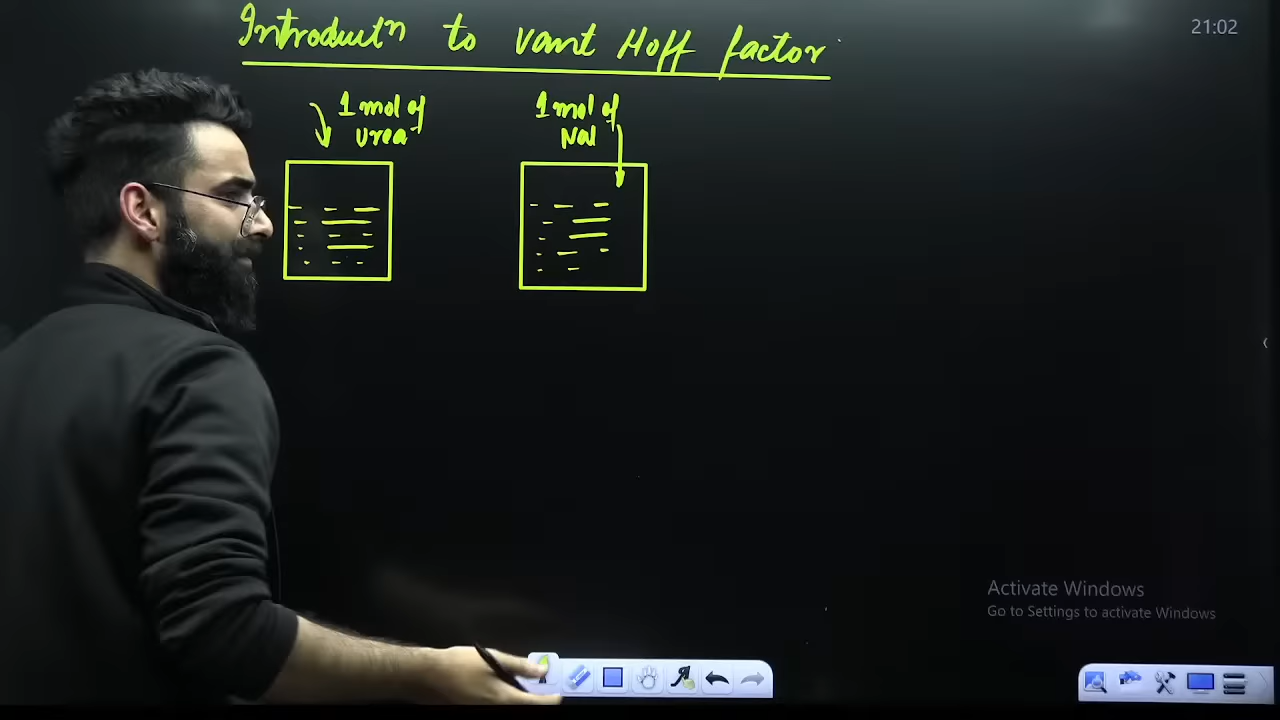 Introductn to vant Hoff factor
21:02
1 mol of
Urea
1 mol of
Nacl
Activate Windows
Go to Settings to activate Windows